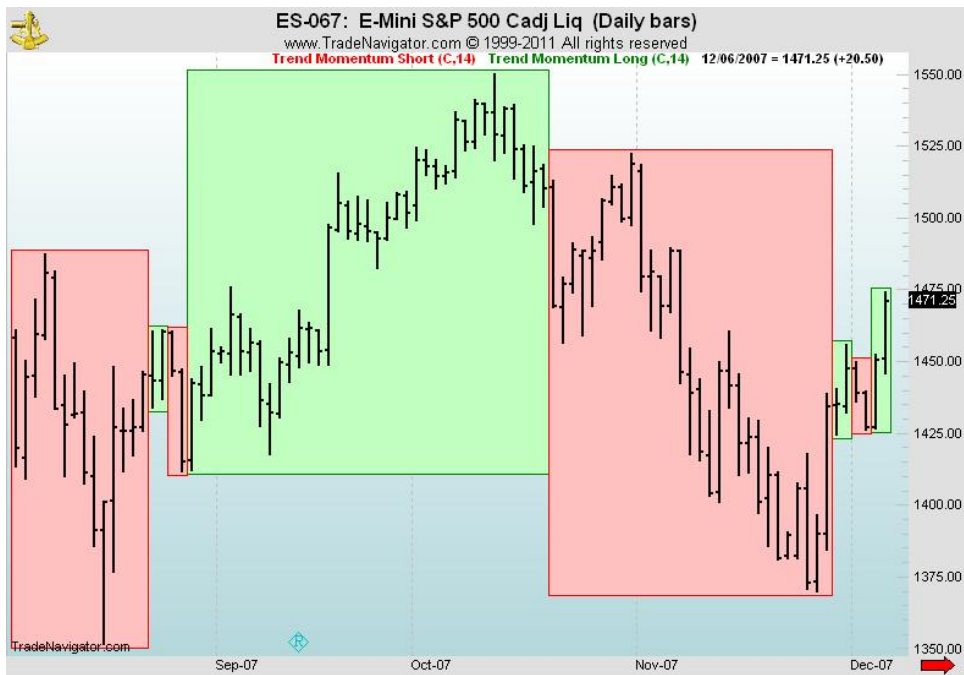 ES-067: E-Mini S&P 500 Cadj Liq (Daily bars)
www.TradeNavigator.com © 1999-2011 All rights reserved
Trend Momentum Short (C,14) Trend Momentum Long (C,14) 12/06/2007 = 1471.25 (+20.50)
1550.00
1525.00
1500.00
1475.00
1471.25
1450.00
1425.00
1400.00
1375.00
1350.00
TradeNavigator.com
R
Sep-07 Oct-07 Nov-07 Dec-07